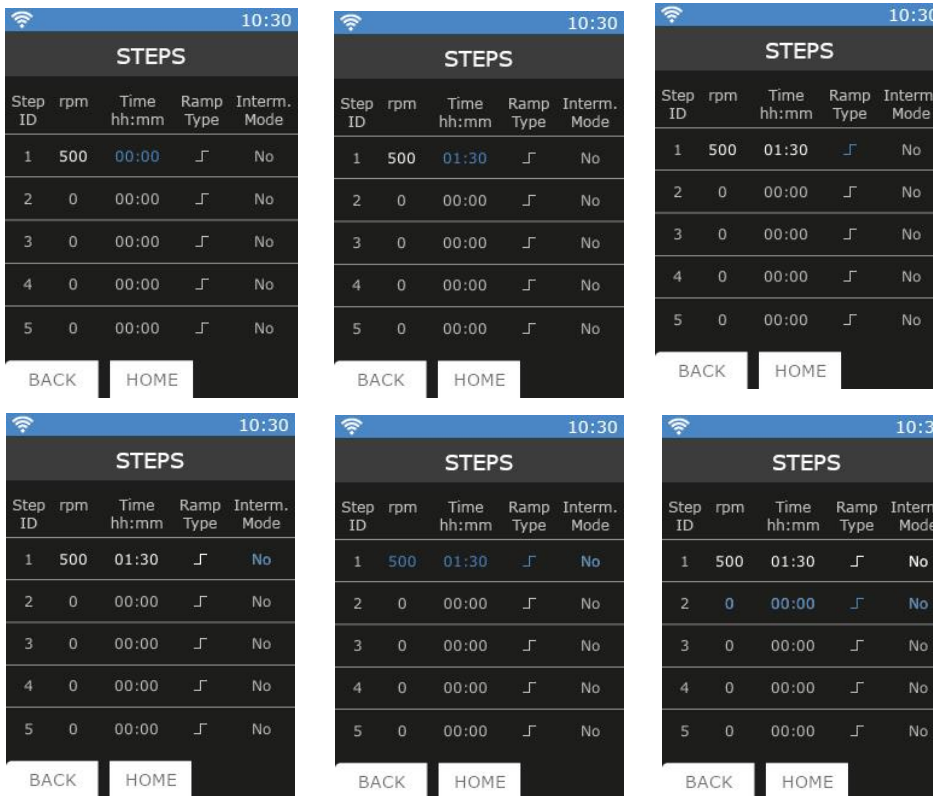 10:30
STEPS
Step ID rpm Time hh:mm Ramp Type Interm. Mode
1 500 00:00 No
2 0 00:00 No
3 0 00:00 No
4 0 00:00 No
5 0 00:00 No
BACK HOME
10:30
STEPS
Step ID rpm Time hh:mm Ramp Type Interm. Mode
1 500 01:30 No
2 0 00:00 No
3 0 00:00 No
4 0 00:00 No
5 0 00:00 No
BACK HOME
10:30
STEPS
Step ID rpm Time hh:mm Ramp Type Interm Mode
1 500 01:30 No
2 0 00:00 No
3 0 00:00 No
4 0 00:00 No
5 0 00:00 No
BACK HOME
10:30
STEPS
Step ID rpm Time hh:mm Ramp Type Interm. Mode
1 500 01:30 No
2 0 00:00 No
3 0 00:00 No
4 0 00:00 No
5 0 00:00 No
BACK HOME
10:30
STEPS
Step ID rpm Time hh:mm Ramp Type Interm. Mode
1 500 01:30 No
2 0 00:00 No
3 0 00:00 No
4 0 00:00 No
5 0 00:00 No
BACK HOME
10:3
STEPS
Step ID rpm Time hh:mm Ramp Type Interm Mode
1 500 01:30 No
2 0 00:00 No
3 0 00:00 No
4 0 00:00 No
5 0 00:00 No
BACK HOME